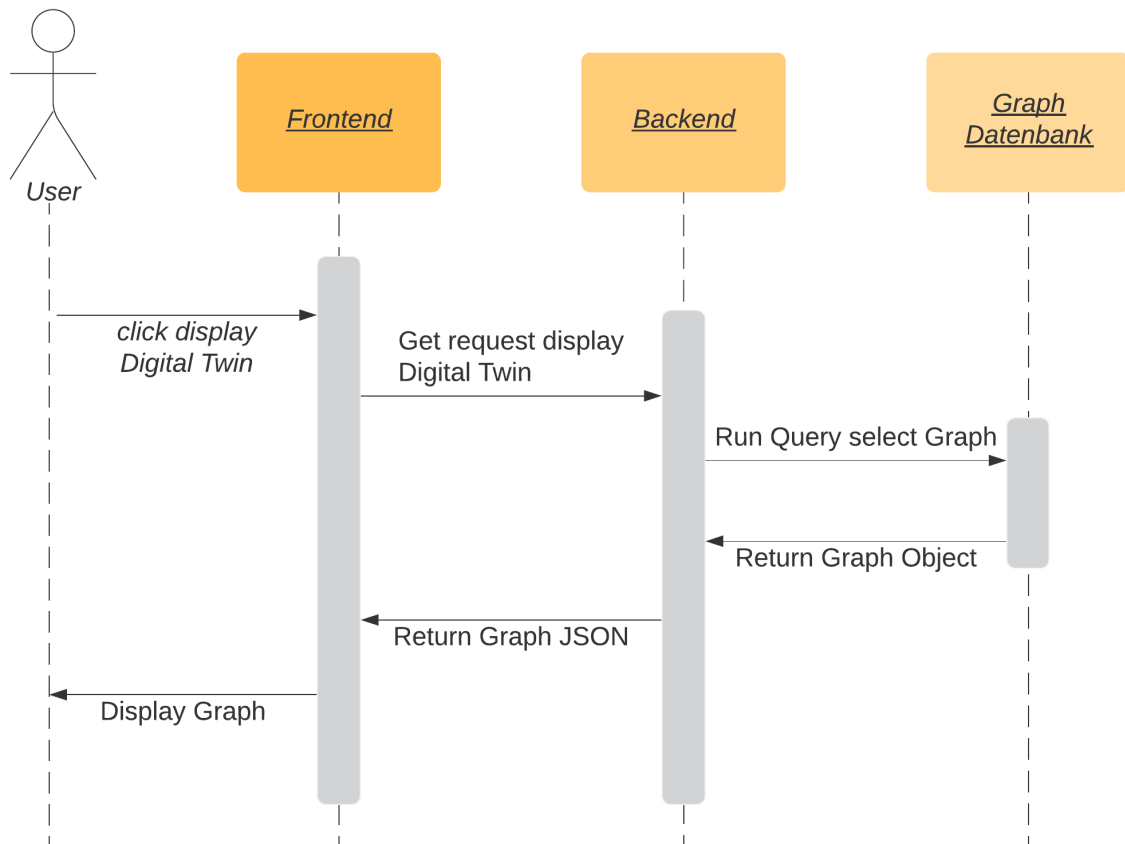 User
Frontend
Backend
Graph
Datenbank
click display
Digital Twin
Get request display
Digital Twin
Run Query select Graph
Return Graph Object
Return Graph JSON
Display Graph